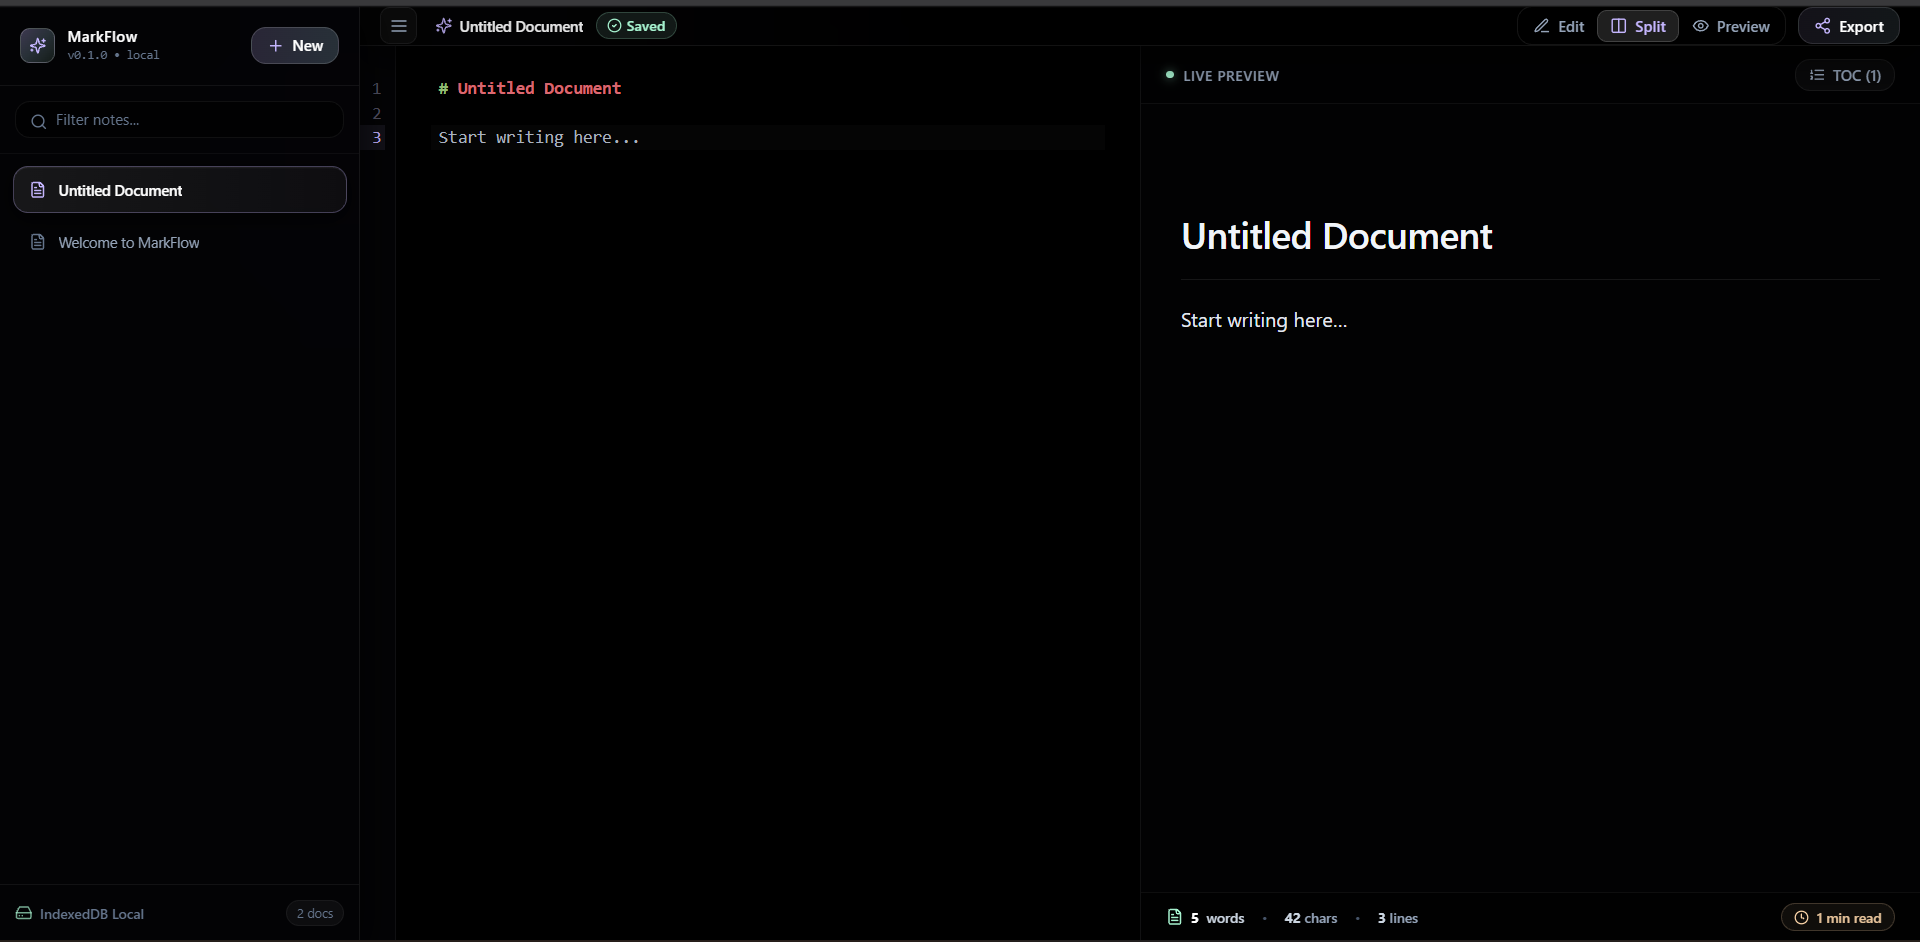 MarkFlow
v0.1.0 • local
+ New
Filter notes...
Untitled Document
Welcome to MarkFlow
IndexedDB Local
2 docs
Untitled Document
Saved
Edit
Split
Preview
Export
1 # Untitled Document
2
3 Start writing here...
LIVE PREVIEW
TOC (1)
Untitled Document
Start writing here...
5 words • 42 chars • 3 lines
1 min read